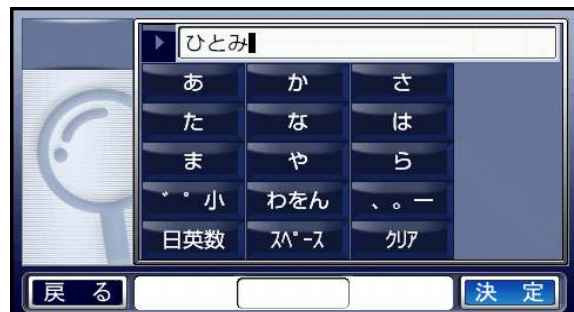 ひとみ
あ か さ
た な は
ま や ら
゛゜小 わをん 、。ー
日英数 ｽﾍﾟｰｽ ｸﾘｱ
戻る 決定